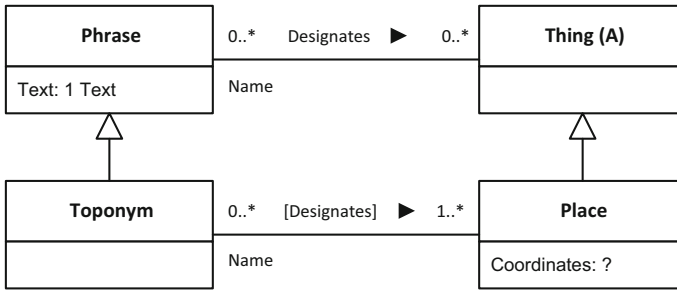 Phrase
0..* Designates ► 0..*
Thing (A)
Text: 1 Text
Name
Toponym
0..* [Designates] ► 1..*
Place
Name
Coordinates: ?